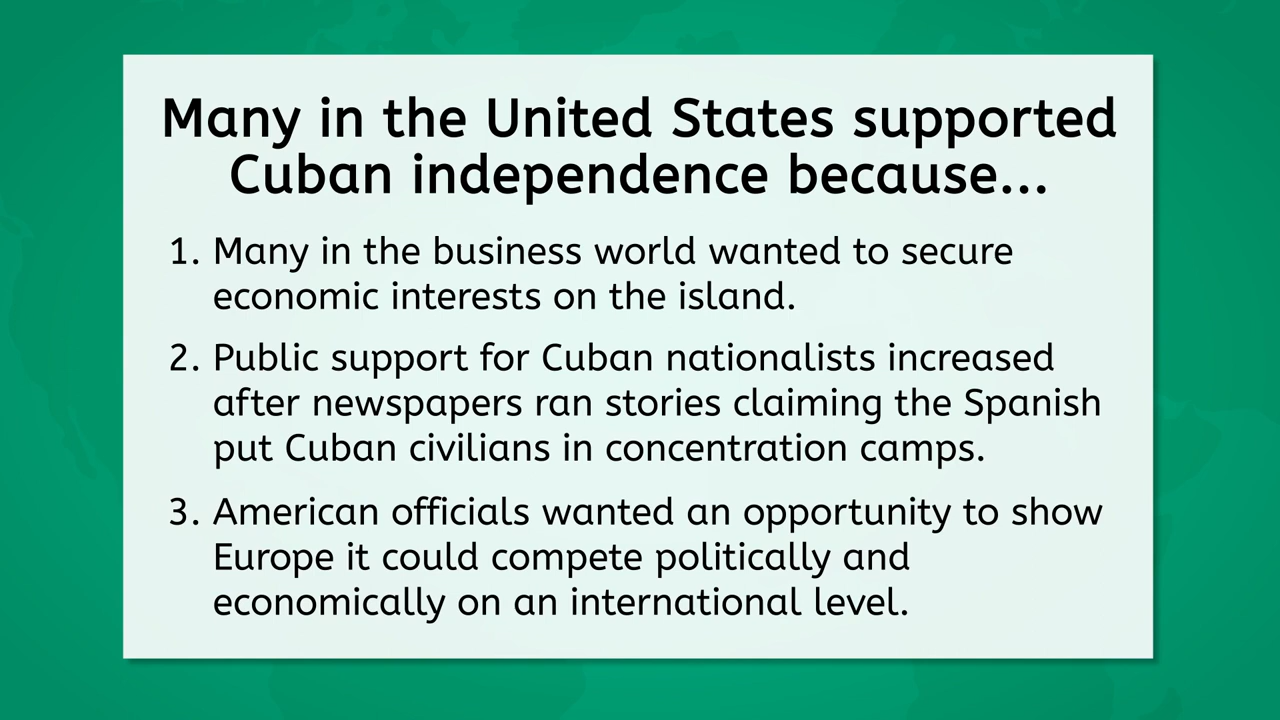 Many in the United States supported
Cuban independence because...
1. Many in the business world wanted to secure
economic interests on the island.
2. Public support for Cuban nationalists increased
after newspapers ran stories claiming the Spanish
put Cuban civilians in concentration camps.
3. American officials wanted an opportunity to show
Europe it could compete politically and
economically on an international level.